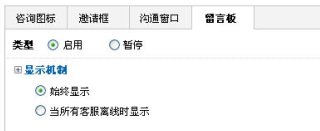 咨询图标 邀请框 沟通窗口 留言板
类型 启用 暂停
显示机制
始终显示
当所有客服离线时显示